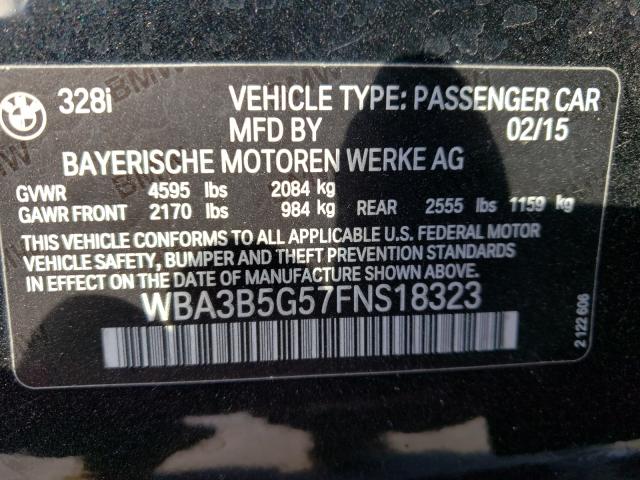 328i VEHICLE TYPE: PASSENGER CAR
MFD BY 02/15
BAYERISCHE MOTOREN WERKE AG
GVWR 4595 lbs 2084 kg
GAWR FRONT 2170 lbs 984 kg REAR 2555 lbs 1159 kg
THIS VEHICLE CONFORMS TO ALL APPLICABLE U.S. FEDERAL MOTOR
VEHICLE SAFETY, BUMPER AND THEFT PREVENTION STANDARDS
IN EFFECT ON THE DATE OF MANUFACTURE SHOWN ABOVE.
WBA3B5G57FNS18323
2 122 606
BMW